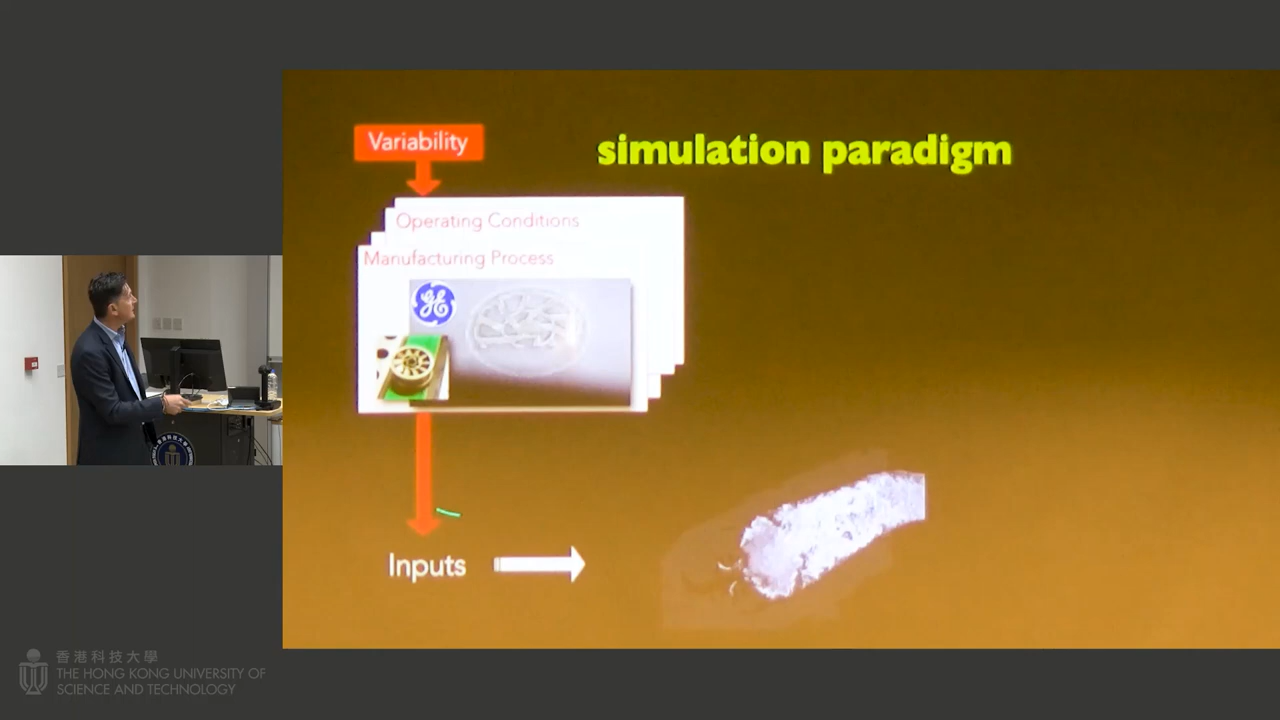 simulation paradigm
Variability
Operating Conditions
Manufacturing Process
Inputs
香港科技大學
THE HONG KONG UNIVERSITY OF
SCIENCE AND TECHNOLOGY